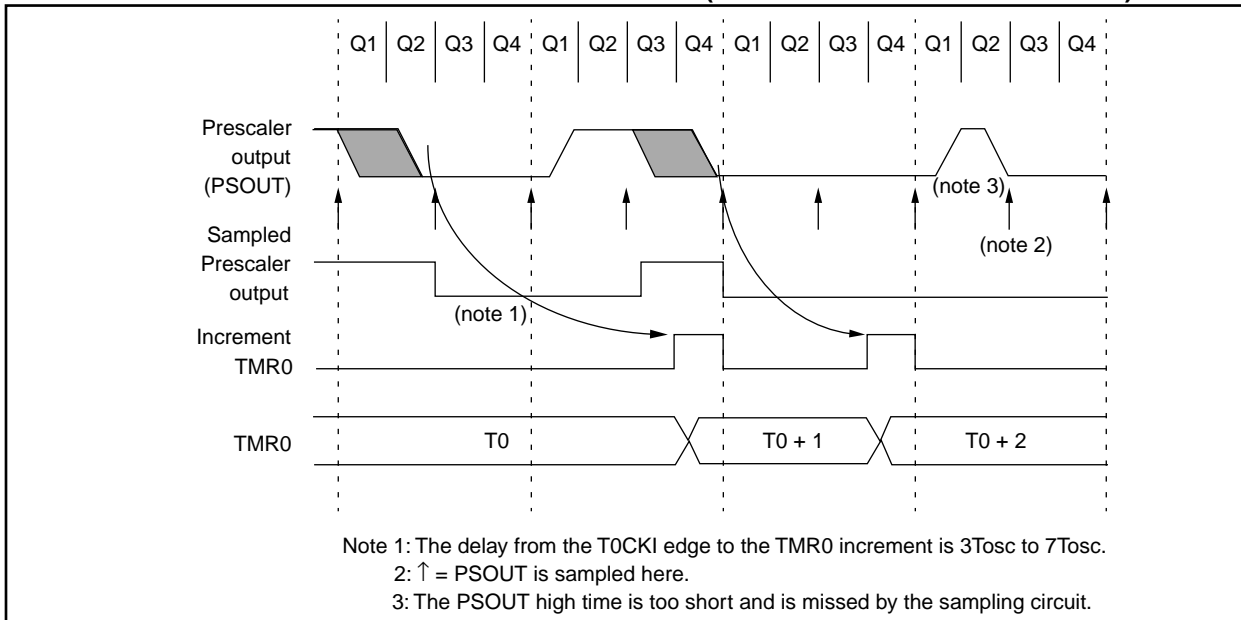 Q1 Q2 Q3 Q4 Q1 Q2 Q3 Q4 Q1 Q2 Q3 Q4 Q1 Q2 Q3 Q4
Prescaler
output
(PSOUT)
(note 3)
(note 2)
Sampled
Prescaler
output
(note 1)
Increment
TMR0
TMR0
T0
T0 + 1
T0 + 2
Note 1: The delay from the T0CKI edge to the TMR0 increment is 3Tosc to 7Tosc.
2: ↑ = PSOUT is sampled here.
3: The PSOUT high time is too short and is missed by the sampling circuit.